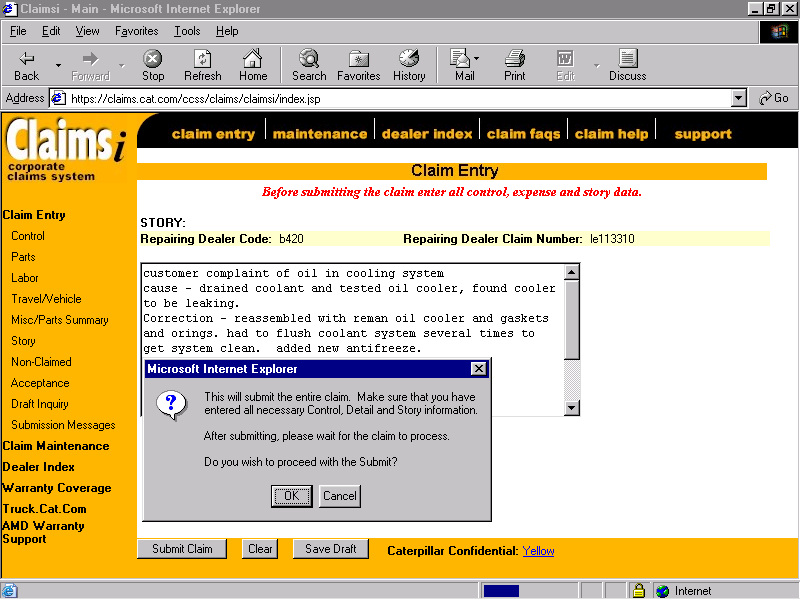 Claimsi - Main - Microsoft Internet Explorer
File Edit View Favorites Tools Help
Back Forward Stop Refresh Home Search Favorites History Mail Print Edit Discuss
Address https://claims.cat.com/ccss/claims/claimsi/index.jsp Go
Claimsi
corporate
claims system
claim entry maintenance dealer index claim faqs claim help support
Claim Entry
Before submitting the claim enter all control, expense and story data.
Claim Entry
Control
Parts
Labor
Travel/Vehicle
Misc/Parts Summary
Story
Non-Claimed
Acceptance
Draft Inquiry
Submission Messages
Claim Maintenance
Dealer Index
Warranty Coverage
Truck.Cat.Com
AMD Warranty
Support
STORY:
Repairing Dealer Code: b420 Repairing Dealer Claim Number: le113310
customer complaint of oil in cooling system
cause - drained coolant and tested oil cooler, found cooler
to be leaking.
Correction - reassembled with reman oil cooler and gaskets
and orings. had to flush coolant system several times to
get system clean. added new antifreeze.
Microsoft Internet Explorer
This will submit the entire claim. Make sure that you have
entered all necessary Control, Detail and Story information.
After submitting, please wait for the claim to process.
Do you wish to proceed with the Submit?
OK Cancel
Submit Claim Clear Save Draft Caterpillar Confidential: Yellow
Internet